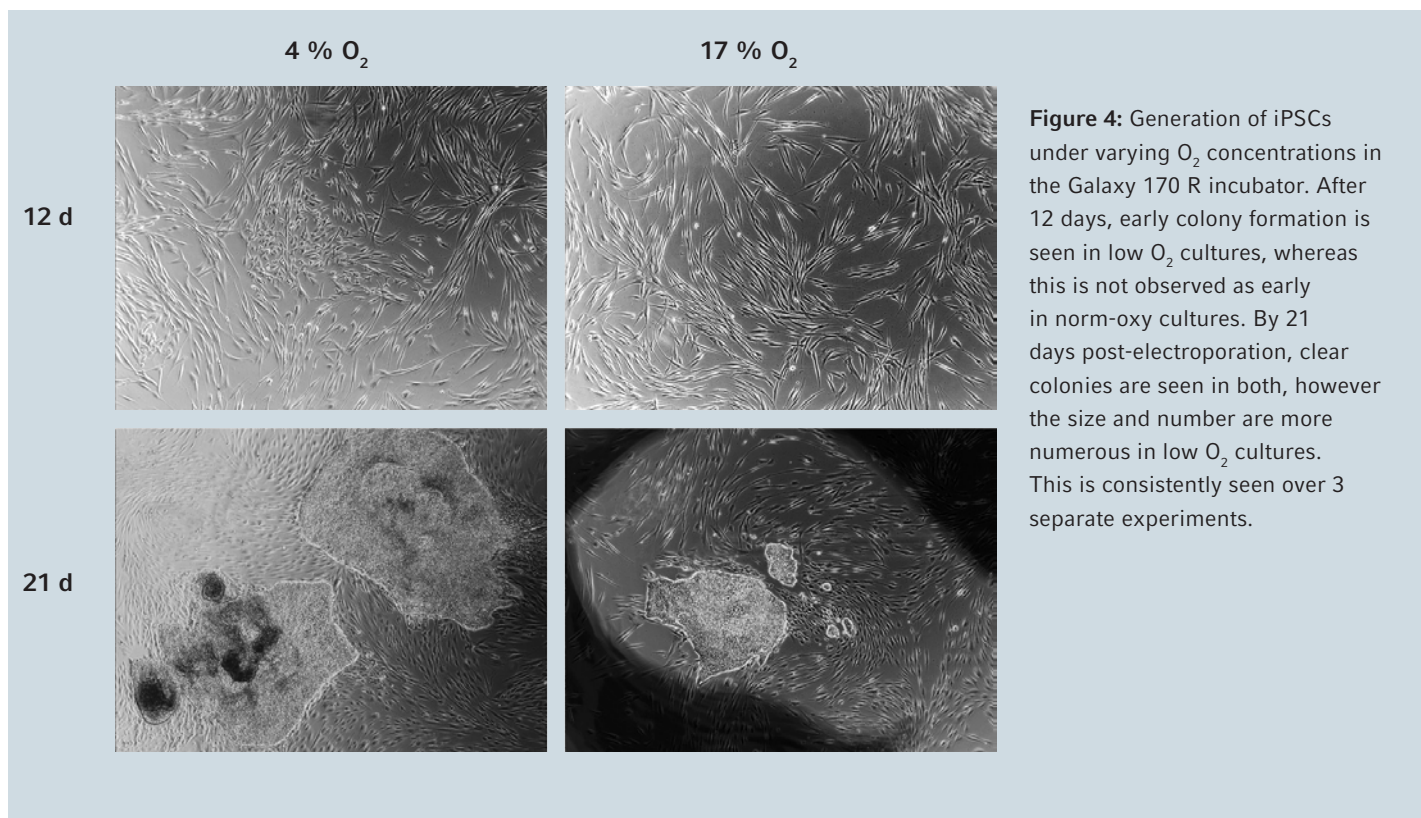 4 % O₂
17 % O₂
12 d
21 d
Figure 4: Generation of iPSCs
under varying O₂ concentrations in
the Galaxy 170 R incubator. After
12 days, early colony formation is
seen in low O₂ cultures, whereas
this is not observed as early
in norm-oxy cultures. By 21
days post-electroporation, clear
colonies are seen in both, however
the size and number are more
numerous in low O₂ cultures.
This is consistently seen over 3
separate experiments.